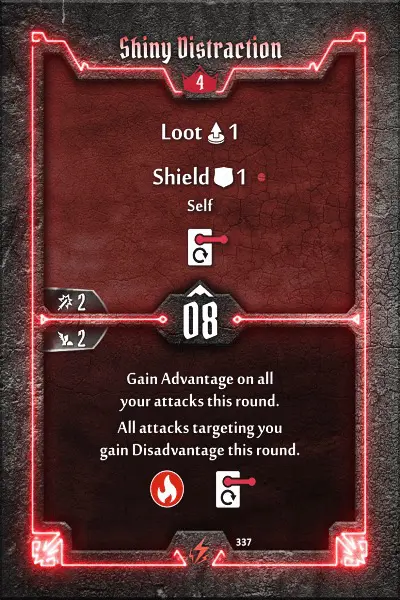 Shiny Distraction
4
Loot 1
Shield 1
Self
2
08
2
Gain Advantage on all
your attacks this round.
All attacks targeting you
gain Disadvantage this round.
337